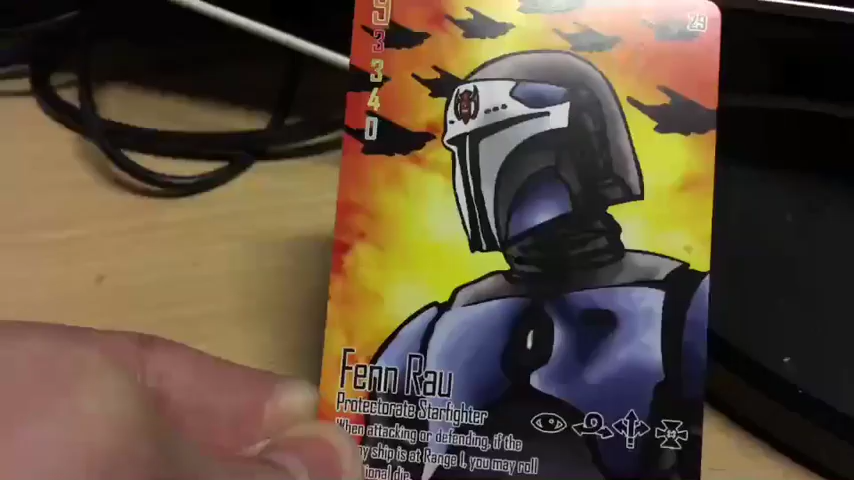 9
3
3
4
0
29
Fenn Rau
Protectorate Starfighter
When attacking or defending, if the
ship is at Range 1, you may roll
die.